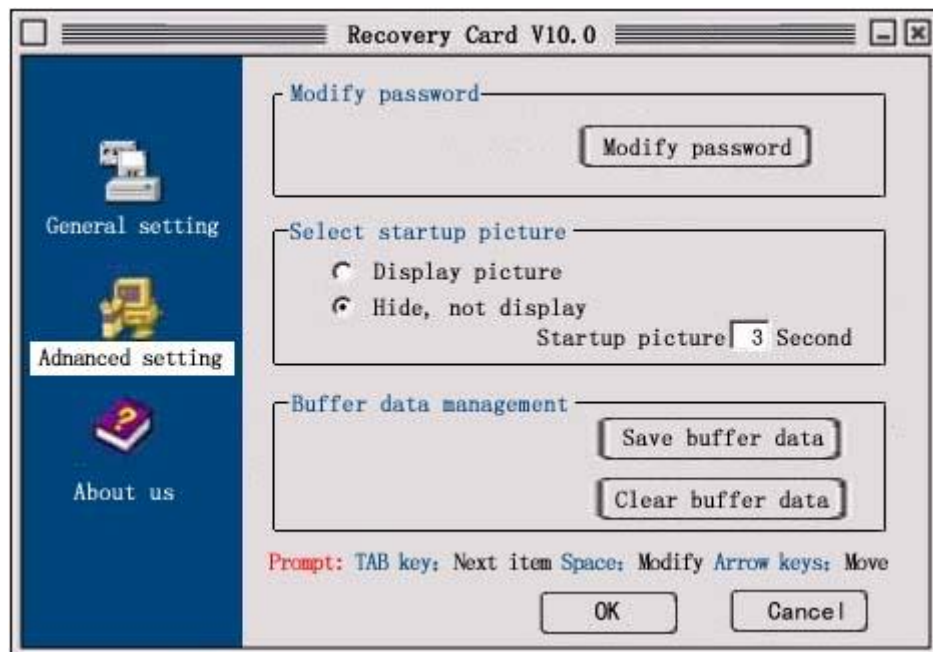 Recovery Card V10.0
General setting
Adnanced setting
About us
Modify password
Modify password
Select startup picture
Display picture
Hide, not display
Startup picture 3 Second
Buffer data management
Save buffer data
Clear buffer data
Prompt: TAB key: Next item Space: Modify Arrow keys: Move
OK Cancel